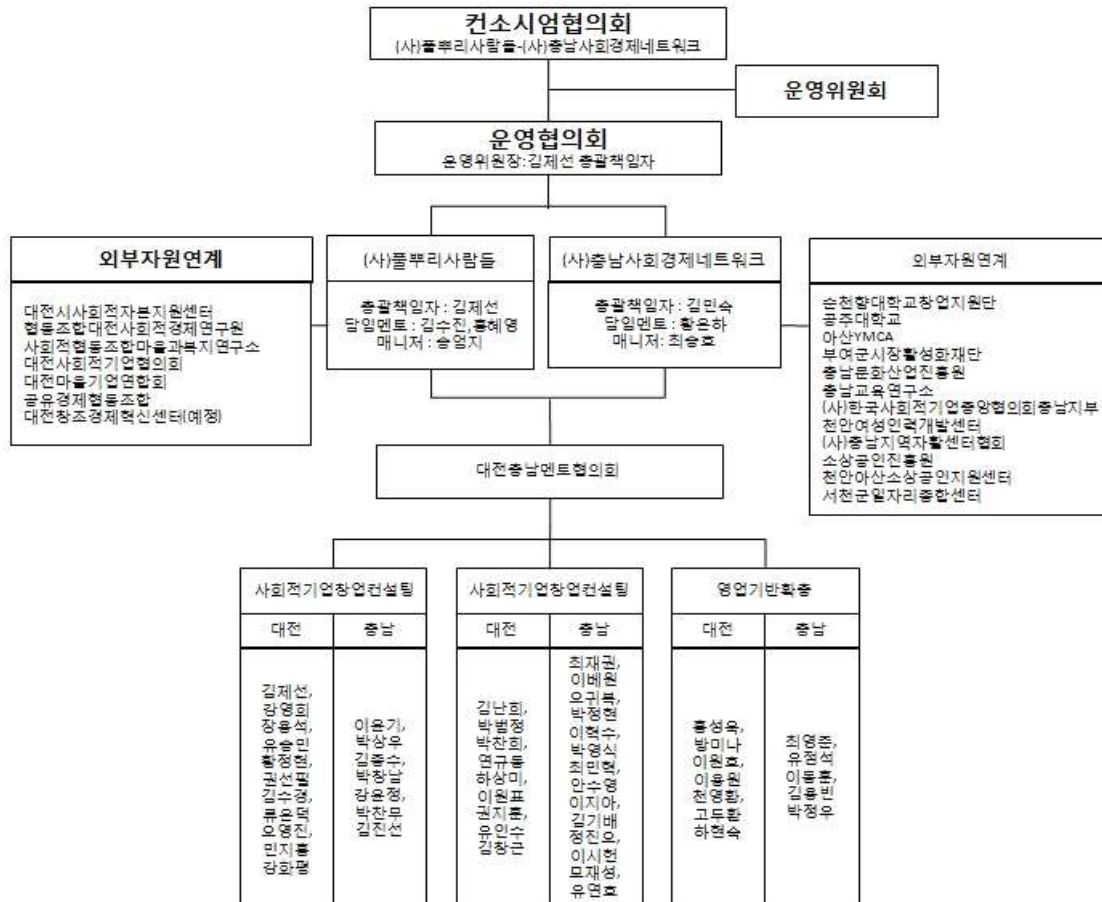 컨소시엄협의회
(사)풀뿌리사람들-(사)충남사회경제네트워크
운영위원회
운영협의회
운영위원장:김제선 총괄책임자
외부자원연계
대전시사회적자본지원센터
협동조합대전사회적경제연구원
사회적협동조합마을과복지연구소
대전사회적기업협의회
대전마을기업연합회
공유경제협동조합
대전창조경제혁신센터(예정)
(사)풀뿌리사람들
총괄책임자 : 김제선
담임멘토 : 김수진,홍혜영
매니저 : 송엄지
(사)충남사회경제네트워크
총괄책임자 : 김민숙
담임멘토 : 황은하
매니저: 최승호
외부자원연계
순천향대학교창업지원단
공주대학교
아산YMCA
부여군시장활성화재단
충남문화산업진흥원
충남교육연구소
(사)한국사회적기업중앙협의회충남지부
천안여성인력개발센터
(사)충남지역자활센터협회
소상공인진흥원
천안아산소상공인지원센터
서천군일자리종합센터
대전충남멘토협의회
사회적기업창업컨설팅
대전
충남
김제선,
강영희
장용석,
유승민
황정현,
권선필
김수경,
류은덕
오영진,
민지홍
강화평
이윤기,
박상우
김종수,
박창남
강윤정,
박찬무
김진선
사회적기업창업컨설팅
대전
충남
김난희,
박범정
박찬희,
연규동
하상미,
이원표
권지훈,
유인수
김창근
최재권,
이베원
오귀복,
박정현
이혁수,
박영식
최민혁,
안수영
이지아,
김기배
정진오,
이시헌
모재성,
유연호
영업기반확충
대전
충남
홍성욱,
방미나
이원호,
이용원
천영환,
고두환
하현숙
최영준,
유점석
이동훈,
김용빈
박정우